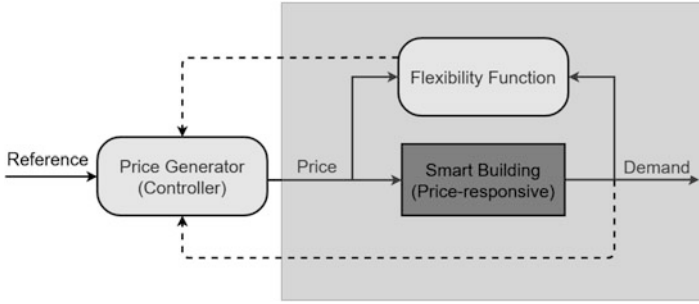 Flexibility Function
Reference
Price Generator
(Controller)
Price
Smart Building
(Price-responsive)
Demand